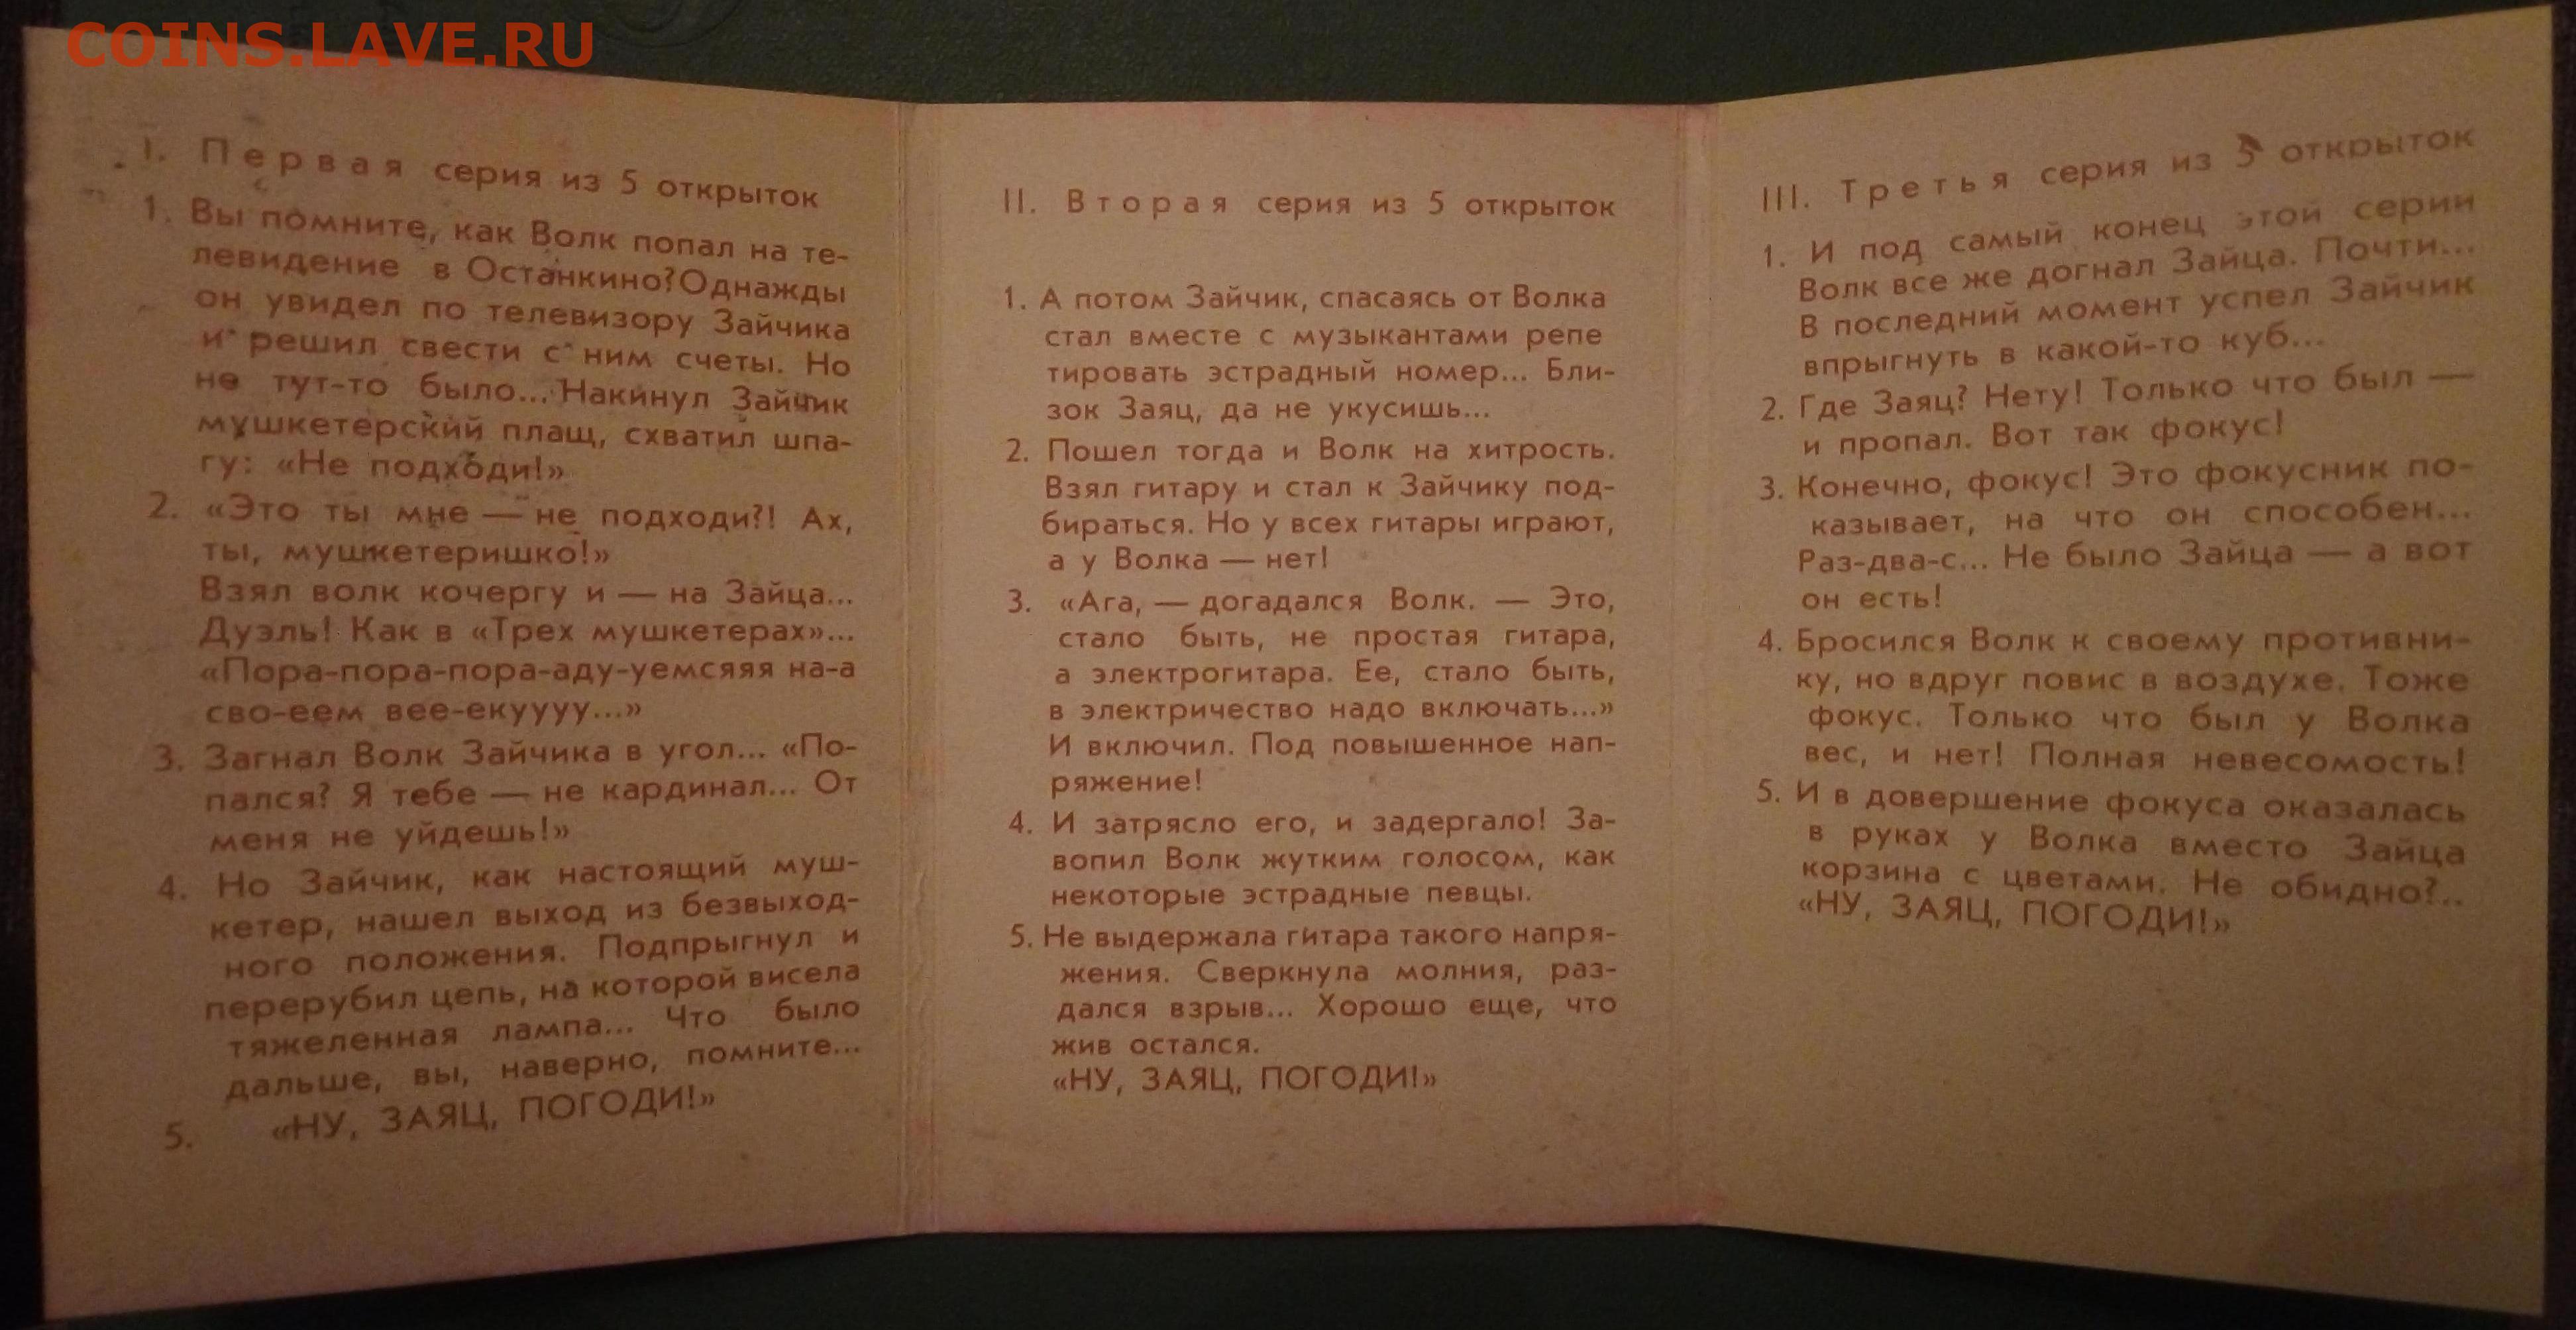 COINS.LAVE.RU
I. Первая серия из 5 открыток
1. Вы помните, как Волк попал на те-
левидение в Останкино?Однажды
он увидел по телевизору Зайчика
и решил свести с ним счеты. Но
не тут-то было... Накинул Зайчик
мушкетерский плащ, схватил шпа-
гу: «Не подходи!»
2. «Это ты мне — не подходи?! Ах,
ты, мушкетеришко!»
Взял волк кочергу и — на Зайца...
Дуэль! Как в «Трех мушкетерах»...
«Пора-пора-пора-аду-уемсяяя на-а
сво-еем вее-екуууу...»
3. Загнал Волк Зайчика в угол... «По-
пался? Я тебе — не кардинал... От
меня не уйдешь!»
4. Но Зайчик, как настоящий муш-
кетер, нашел выход из безвыход-
ного положения. Подпрыгнул и
перерубил цепь, на которой висела
тяжеленная лампа... Что было
дальше, вы, наверно, помните...
5. «НУ, ЗАЯЦ, ПОГОДИ!»
II. Вторая серия из 5 открыток
1. А потом Зайчик, спасаясь от Волка
стал вместе с музыкантами репе
тировать эстрадный номер... Бли-
зок Заяц, да не укусишь...
2. Пошел тогда и Волк на хитрость.
Взял гитару и стал к Зайчику под-
бираться. Но у всех гитары играют,
а у Волка — нет!
3. «Ага, — догадался Волк. — Это,
стало быть, не простая гитара,
а электрогитара. Ее, стало быть,
в электричество надо включать...»
И включил. Под повышенное нап-
ряжение!
4. И затрясло его, и задергало! За-
вопил Волк жутким голосом, как
некоторые эстрадные певцы.
5. Не выдержала гитара такого напря-
жения. Сверкнула молния, раз-
дался взрыв... Хорошо еще, что
жив остался.
«НУ, ЗАЯЦ, ПОГОДИ!»
III. Третья серия из 5 открыток
1. И под самый конец этой серии
Волк все же догнал Зайца. Почти...
В последний момент успел Зайчик
впрыгнуть в какой-то куб...
2. Где Заяц? Нету! Только что был —
и пропал. Вот так фокус!
3. Конечно, фокус! Это фокусник по-
казывает, на что он способен...
Раз-два-с... Не было Зайца — а вот
он есть!
4. Бросился Волк к своему противни-
ку, но вдруг повис в воздухе. Тоже
фокус. Только что был у Волка
вес, и нет! Полная невесомость!
5. И в довершение фокуса оказалась
в руках у Волка вместо Зайца
корзина с цветами. Не обидно?..
«НУ, ЗАЯЦ, ПОГОДИ!»